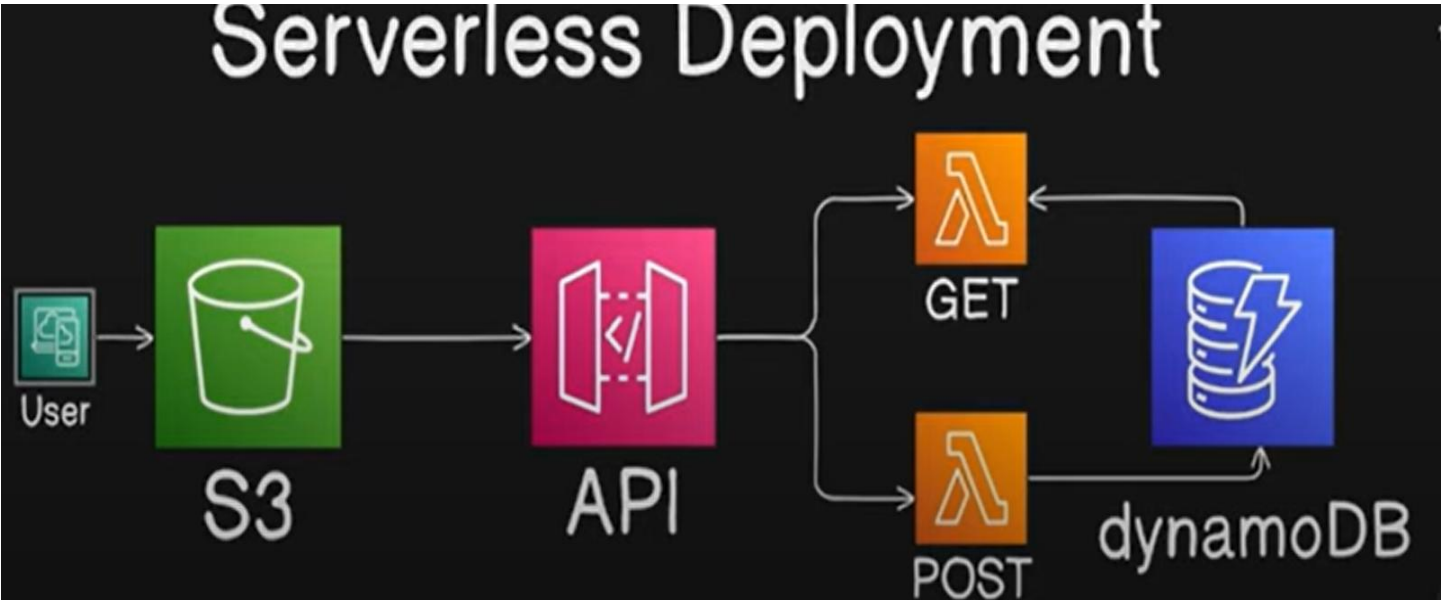 Serverless Deployment
GET
User
S3
API
dynamoDB
POST